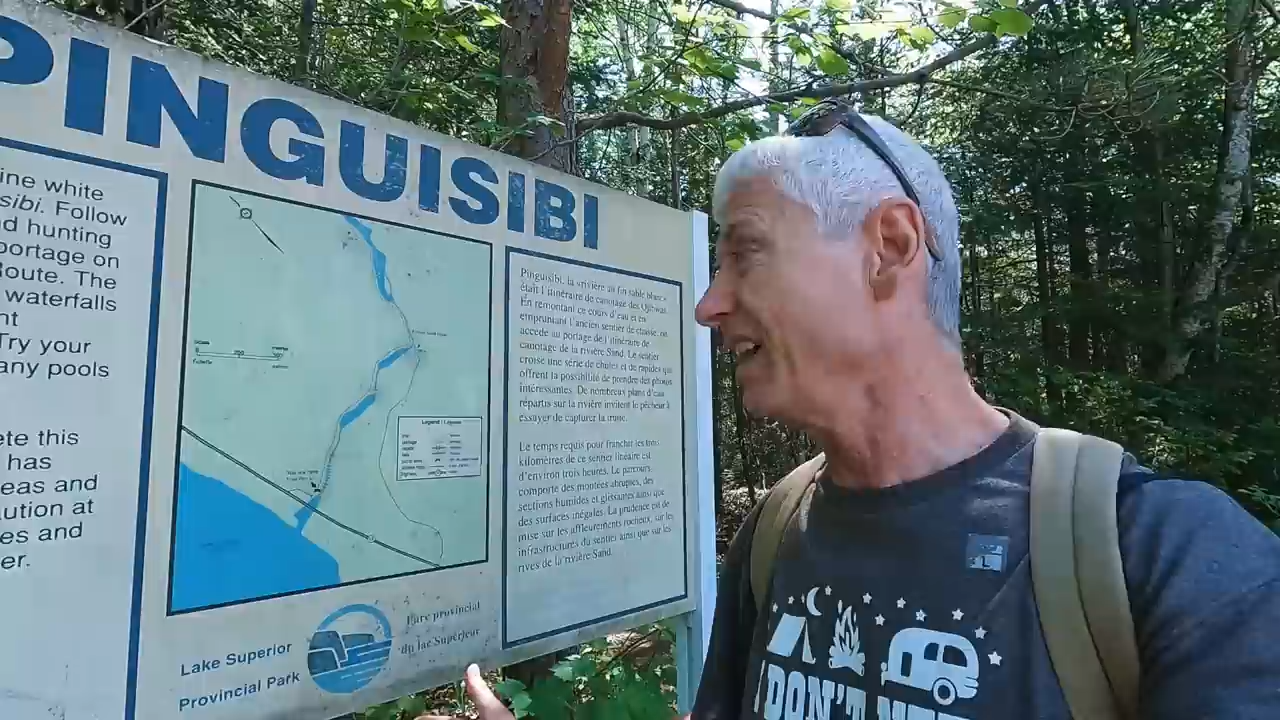 PINGUISIBI
ine white
sibi. Follow
d hunting
portage on
Route. The
waterfalls
nt
Try your
any pools
ete this
has
eas and
ution at
es and
er.
Legend / Légende
Pinguisibi, la «rivière au fin sable blanc»
était l'itinéraire de canotage des Ojibwas.
En remontant ce cours d'eau et en
empruntant l'ancien sentier de chasse, on
accède au portage de l'itinéraire de
canotage de la rivière Sand. Le sentier
croise une série de chutes et de rapides qui
offrent la possibilité de prendre des photos
intéressantes. De nombreux plans d'eau
répartis sur la rivière invitent le pêcheur à
essayer de capturer la truite.
Le temps requis pour franchir les trois
kilomètres de ce sentier linéaire est
d'environ trois heures. Le parcours
comporte des montées abruptes, des
sections humides et glissantes ainsi que
des surfaces inégales. La prudence est de
mise sur les affleurements rocheux, sur les
infrastructures du sentier ainsi que sur les
rives de la rivière Sand.
Lake Superior
Provincial Park
Parc provincial
du lac Supérieur
I DON'T